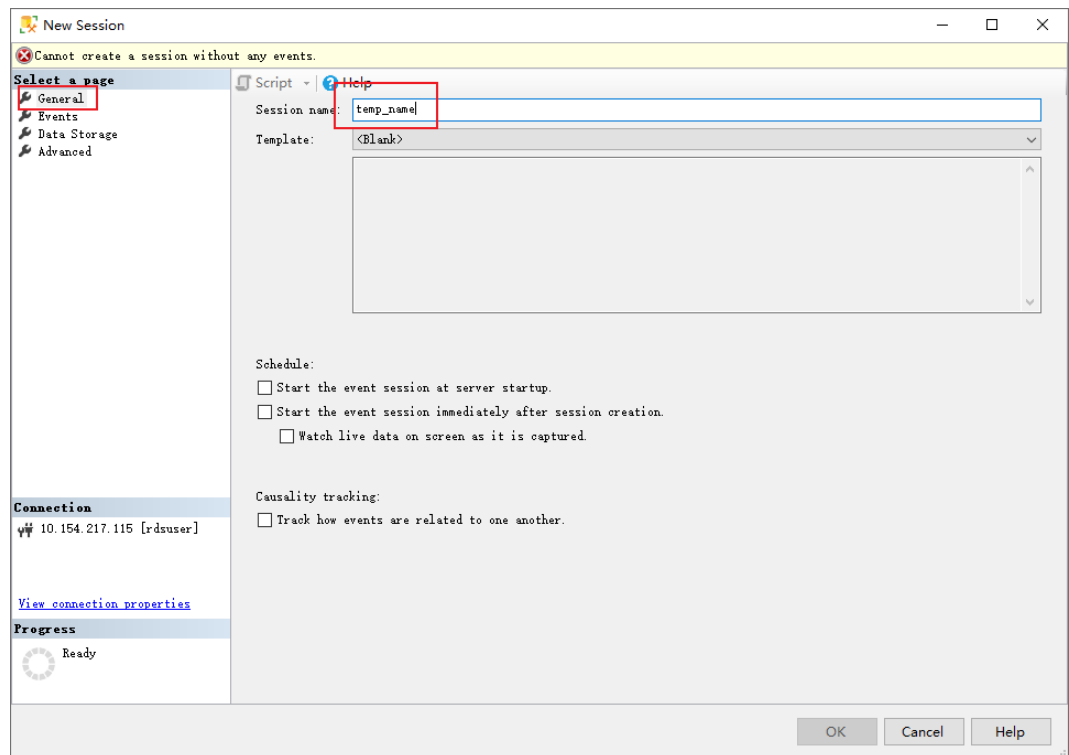 New Session
Cannot create a session without any events.
Select a page
General
Events
Data Storage
Advanced
Script
Help
Session name:
temp_name
Template:
<Blank>
Schedule:
Start the event session at server startup.
Start the event session immediately after session creation.
Watch live data on screen as it is captured.
Causality tracking:
Track how events are related to one another.
Connection
10.154.217.115 [rdsuser]
View connection properties
Progress
Ready
OK
Cancel
Help